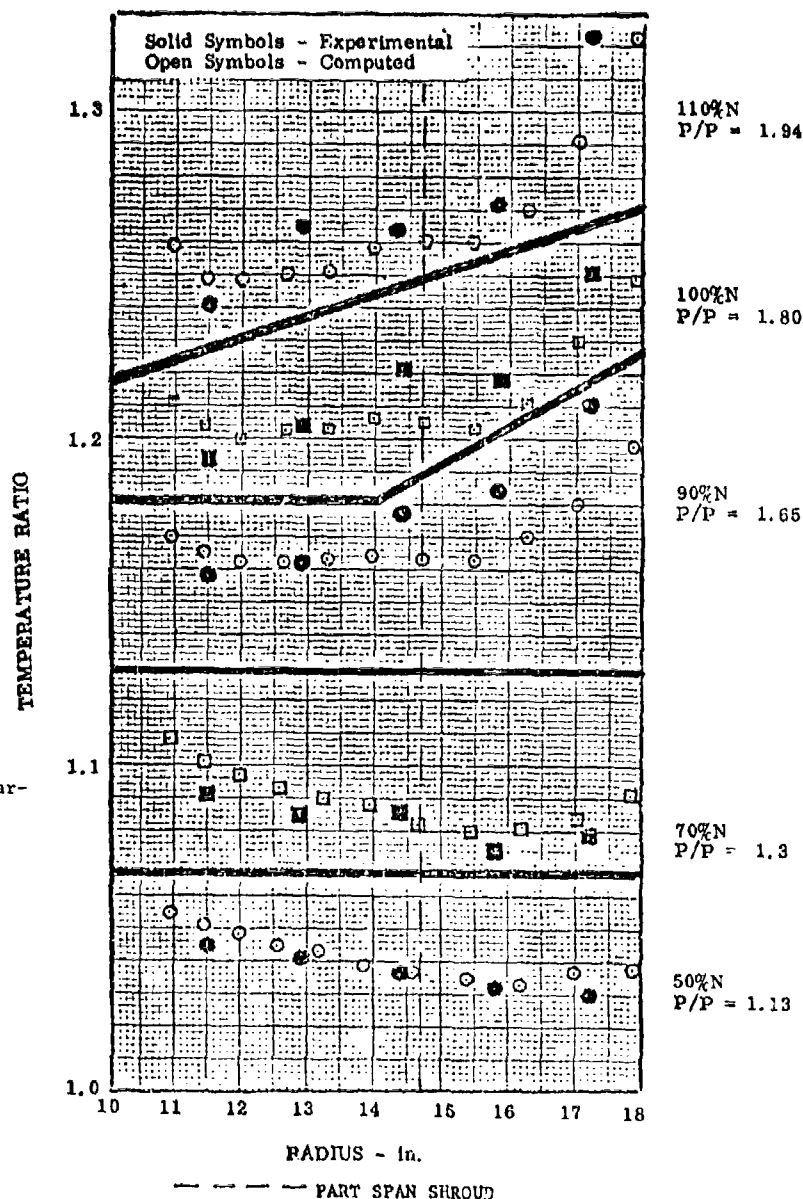 Solid Symbols - Experimental
Open Symbols - Computed
1.3
1.2
1.1
1.0
TEMPERATURE RATIO
ar-
10 11 12 13 14 15 16 17 18
RADIUS - in.
PART SPAN SHROUD
110%N
P/P = 1.94
100%N
P/P = 1.80
90%N
P/P = 1.65
70%N
P/P = 1.3
50%N
P/P = 1.13